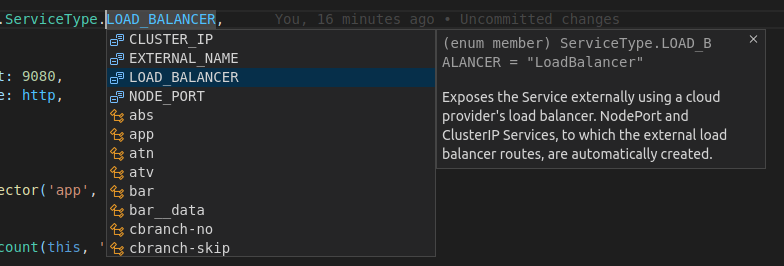 .ServiceType.LOAD_BALANCER, You, 16 minutes ago • Uncommitted changes
CLUSTER_IP
EXTERNAL_NAME
LOAD_BALANCER
NODE_PORT
abs
app
atn
atv
bar
bar__data
cbranch-no
cbranch-skip
(enum member) ServiceType.LOAD_B
ALANCER = "LoadBalancer"
Exposes the Service externally using a cloud
provider's load balancer. NodePort and
ClusterIP Services, to which the external load
balancer routes, are automatically created.
t: 9080,
e: http,
ector('app',
count(this, '